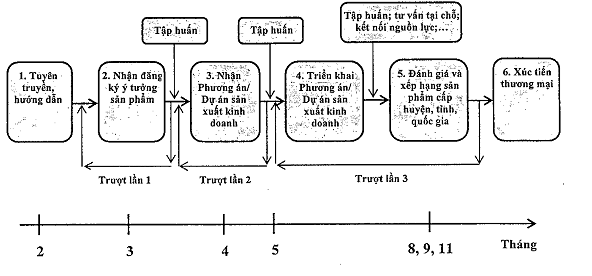 Tập huấn
Tập huấn
Tập huấn; tư vấn tại chỗ;
kết nối nguồn lực;...
1. Tuyên
truyền,
hướng dẫn
2. Nhận đăng
ký ý tưởng
sản phẩm
3. Nhận
Phương án/
Dự án sản
xuất kinh
doanh
4. Triển khai
Phương án/
Dự án sản
xuất kinh
doanh
5. Đánh giá và
xếp hạng sản
phẩm cấp
huyện, tỉnh,
quốc gia
6. Xúc tiến
thương mại
Trượt lần 1
Trượt lần 2
Trượt lần 3
2
3
4
5
8, 9, 11
Tháng